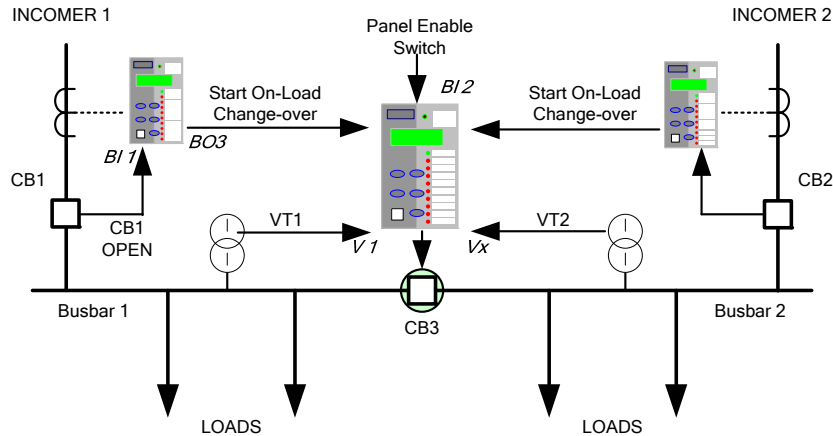 INCOMER 1
INCOMER 2
Panel Enable
Switch
BI 2
Start On-Load
Change-over
Start On-Load
Change-over
BI 1
BO3
CB1
CB2
CB1
OPEN
VT1
V 1
Vx
VT2
Busbar 1
CB3
Busbar 2
LOADS
LOADS